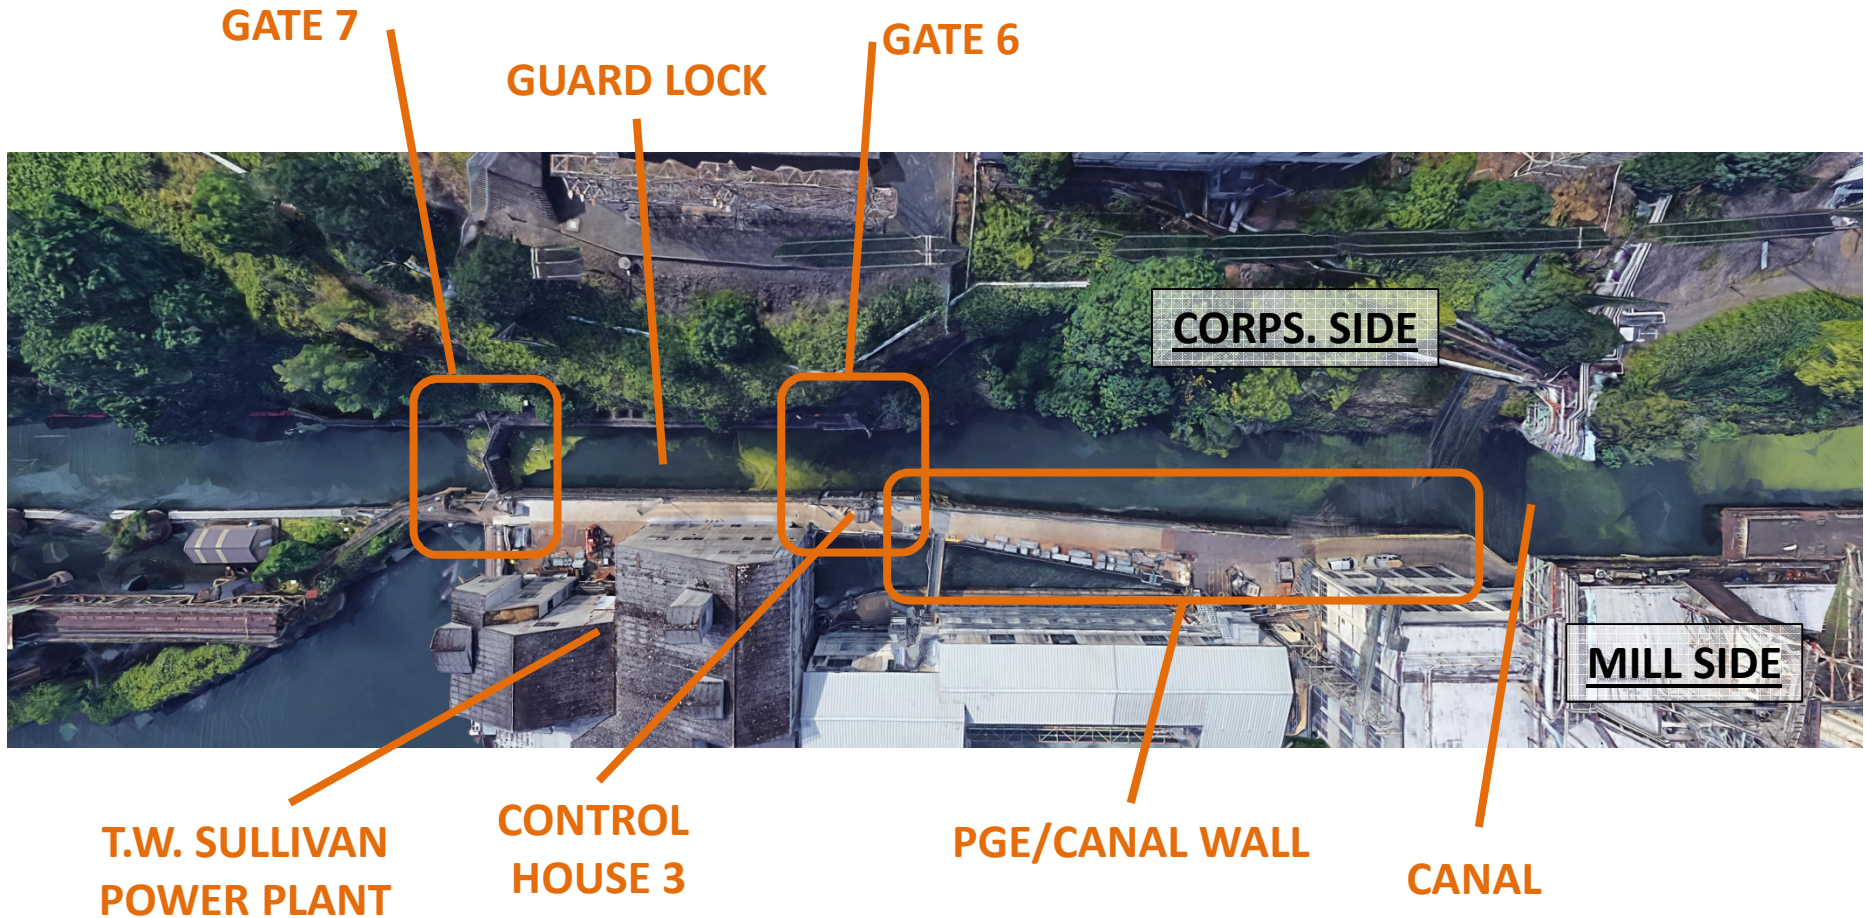 GATE 7
GATE 6
GUARD LOCK
CORPS. SIDE
MILL SIDE
T.W. SULLIVAN
POWER PLANT
CONTROL
HOUSE 3
PGE/CANAL WALL
CANAL